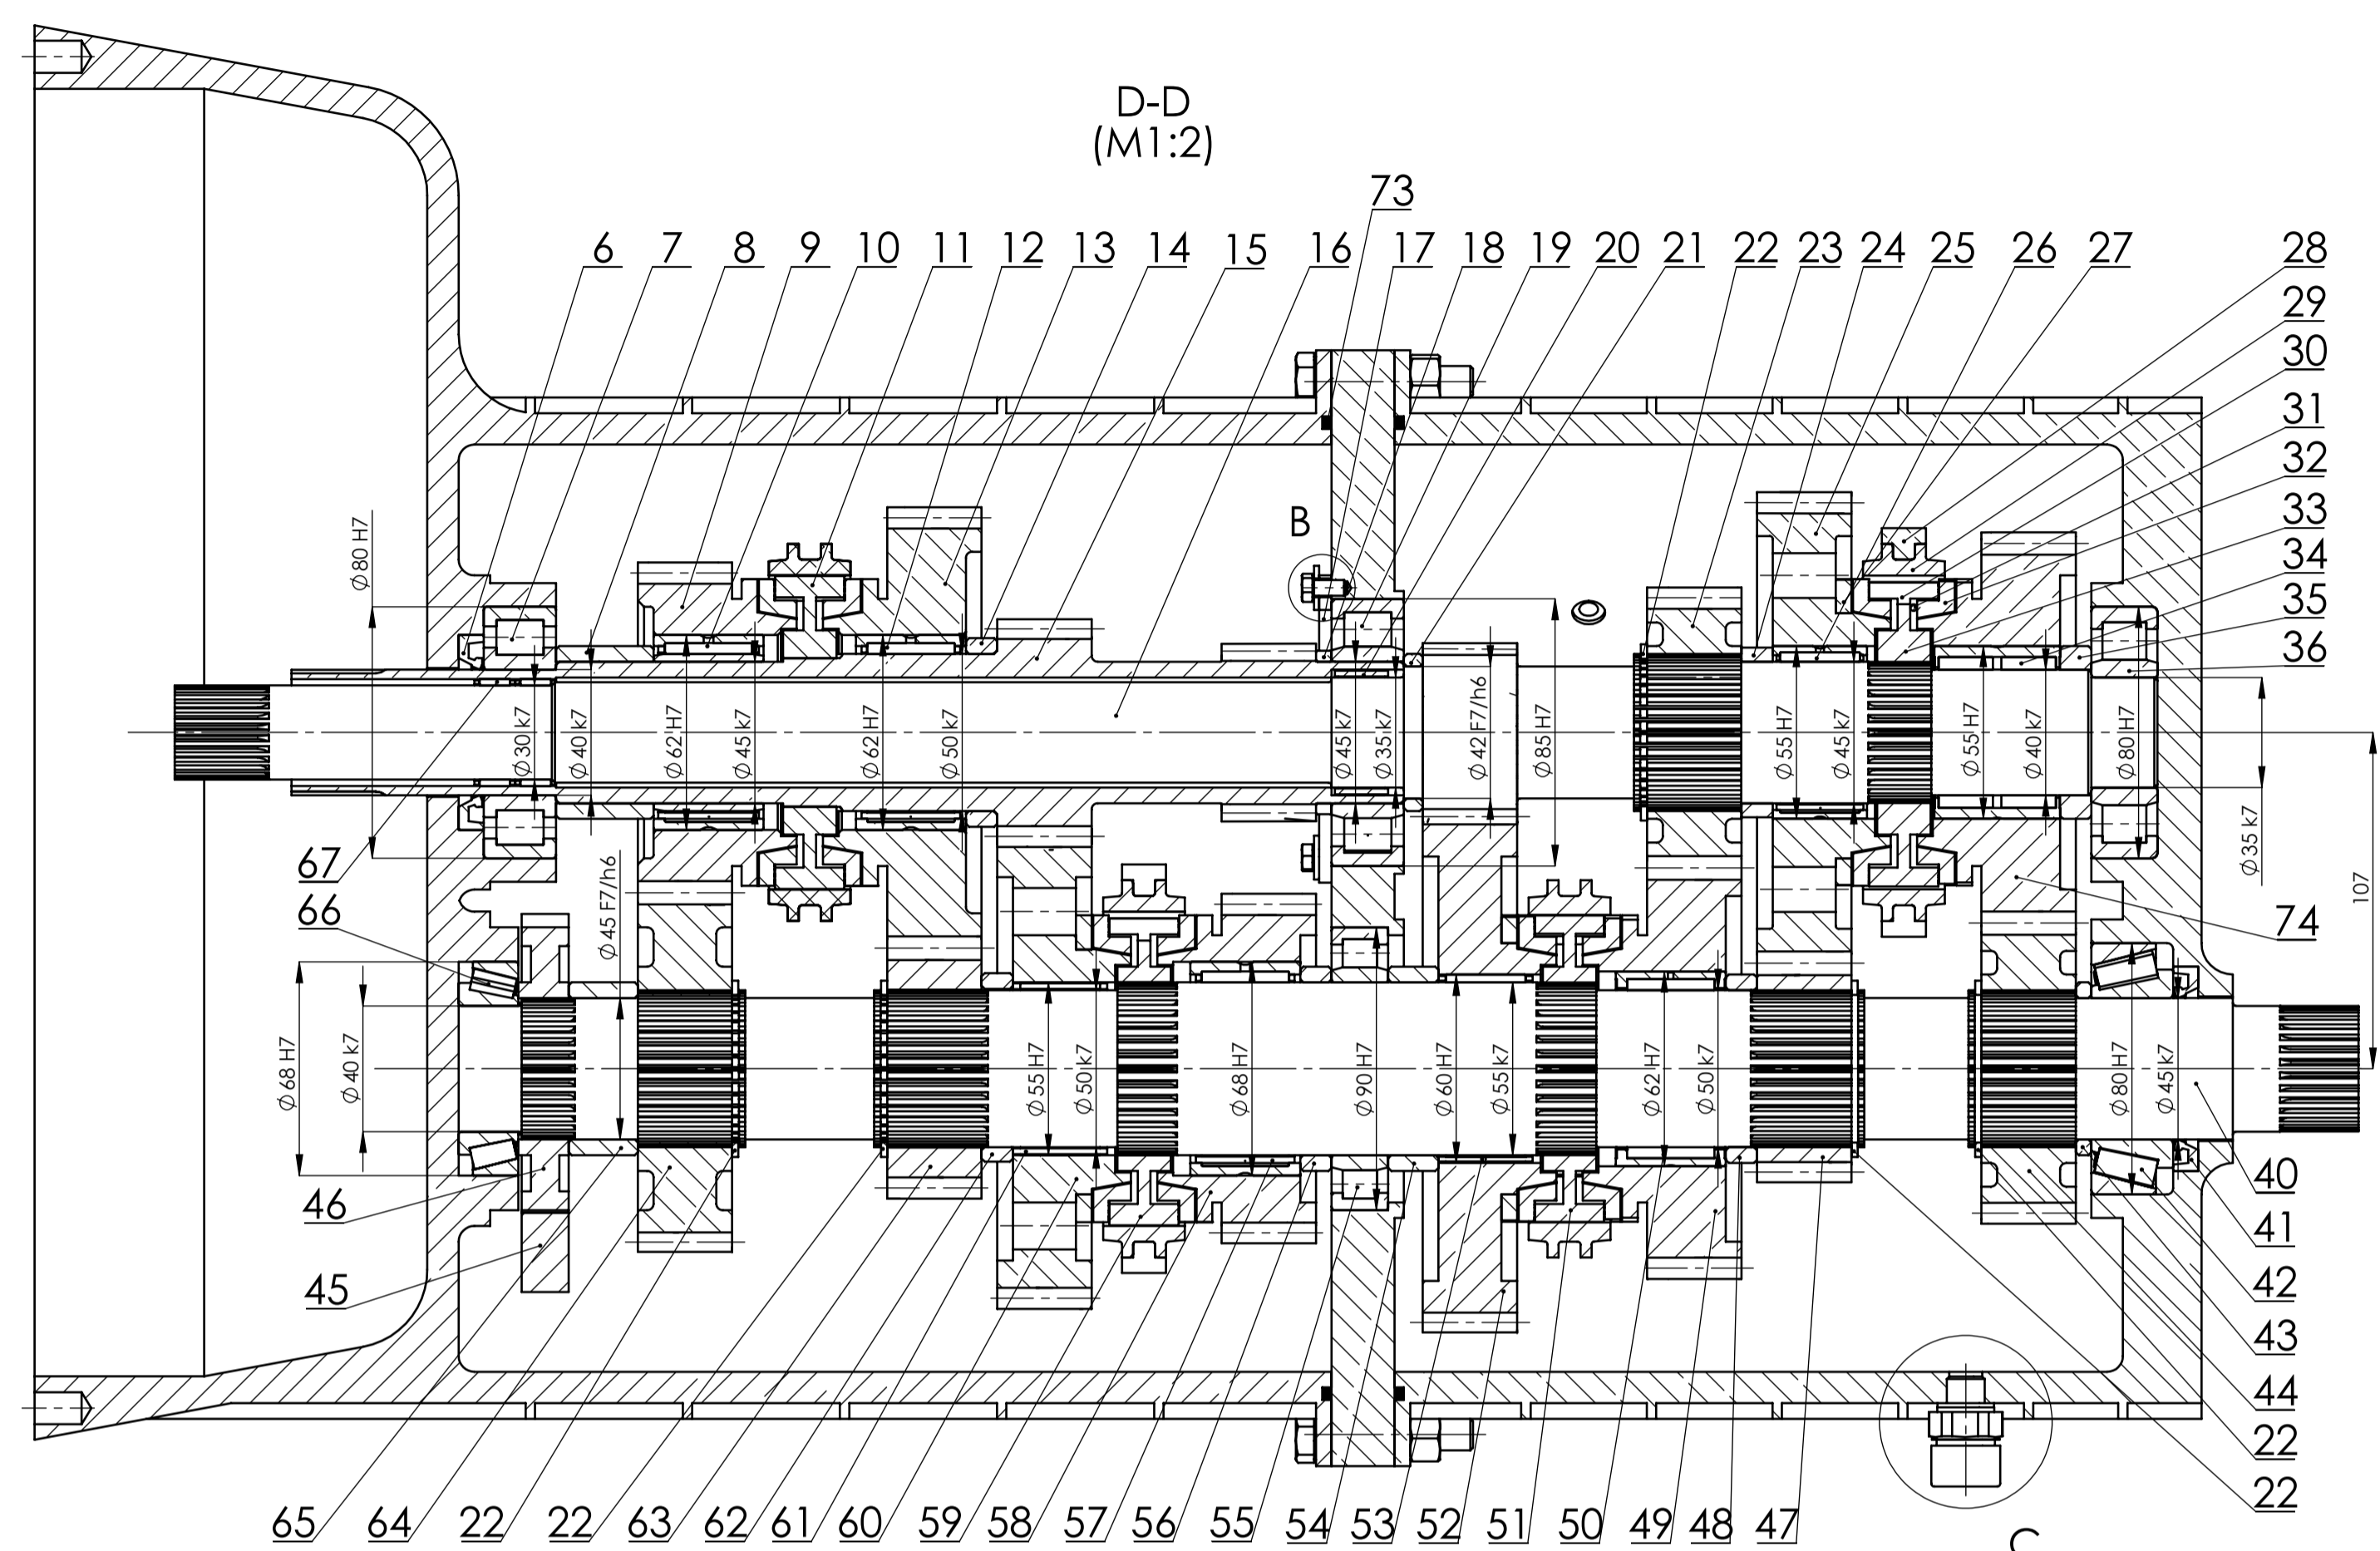 D-D
(M1:2)
73
6 7 8 9 10 11 12 13 14 15 16 17 18 19 20 21 22 23 24 25 26 27 28
29
30
31
32
33
34
35
36
B
Ø80 H7
Ø30 k7
Ø40 k7
Ø62 H7
Ø45 k7
Ø62 H7
Ø50 k7
Ø45 k7
Ø35 k7
Ø42 F7/h6
Ø85 H7
Ø55 H7
Ø45 k7
Ø55 H7
Ø40 k7
Ø80 H7
Ø35 k7
107
67
66
74
Ø45 F7/h6
Ø68 H7
Ø40 k7
Ø55 H7
Ø50 k7
Ø68 H7
Ø90 H7
Ø60 H7
Ø55 k7
Ø62 H7
Ø50 k7
Ø80 H7
Ø45 k7
46
45
40
41
42
43
44
22
22
65 64 22 22 63 62 61 60 59 58 57 56 55 54 53 52 51 50 49 48 47
C